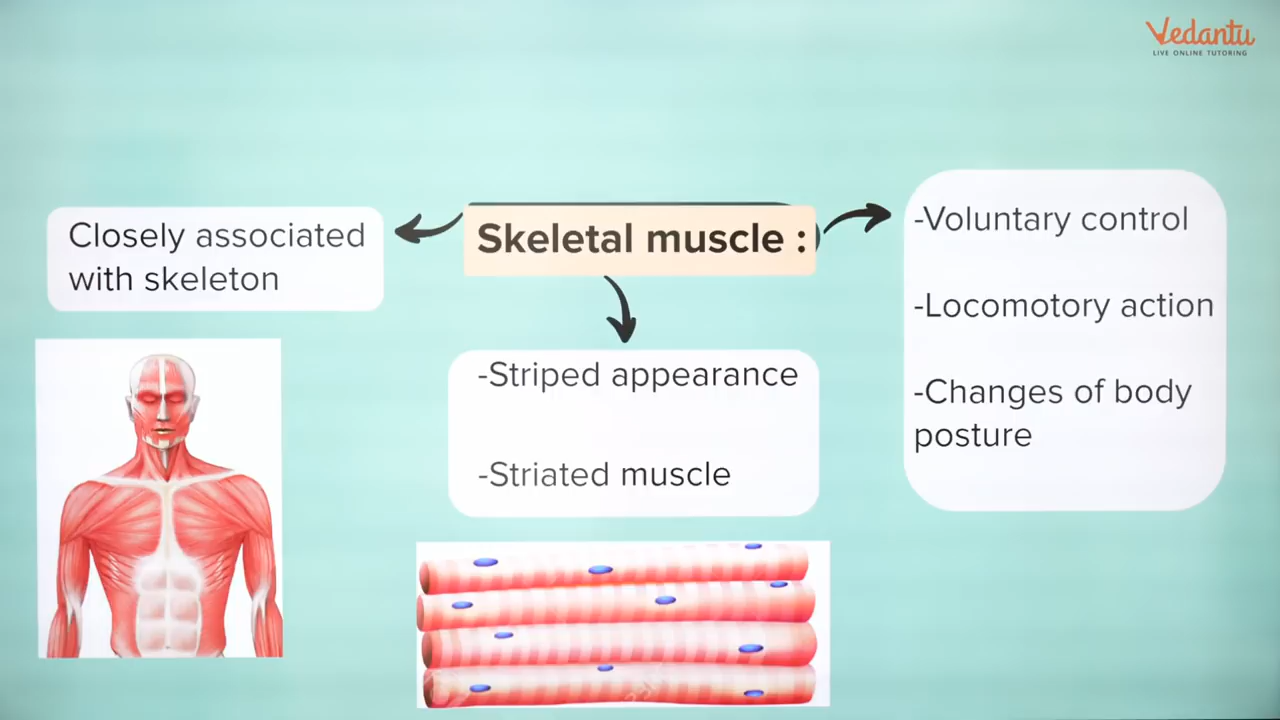 Vedantu
LIVE ONLINE TUTORING
Closely associated
with skeleton
Skeletal muscle :
-Striped appearance
-Striated muscle
-Voluntary control
-Locomotory action
-Changes of body
posture